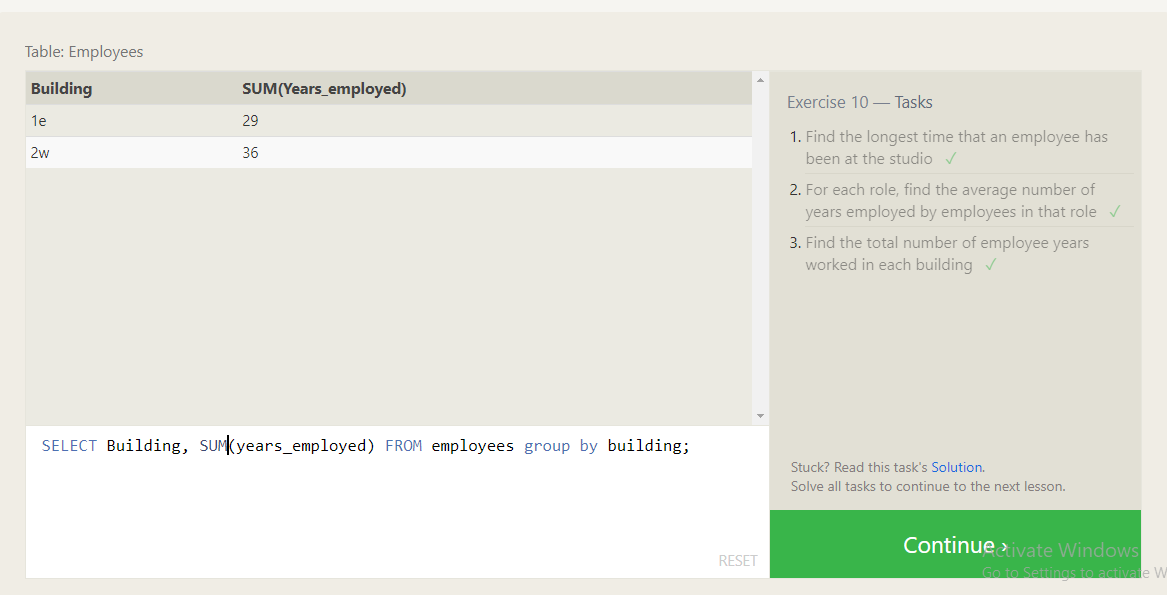 Table: Employees
Building SUM(Years_employed)
1e 29
2w 36
SELECT Building, SUM(years_employed) FROM employees group by building;
RESET
Exercise 10 — Tasks
1. Find the longest time that an employee has
been at the studio ✓
2. For each role, find the average number of
years employed by employees in that role ✓
3. Find the total number of employee years
worked in each building ✓
Stuck? Read this task's Solution.
Solve all tasks to continue to the next lesson.
Continue ›
Activate Windows
Go to Settings to activate W